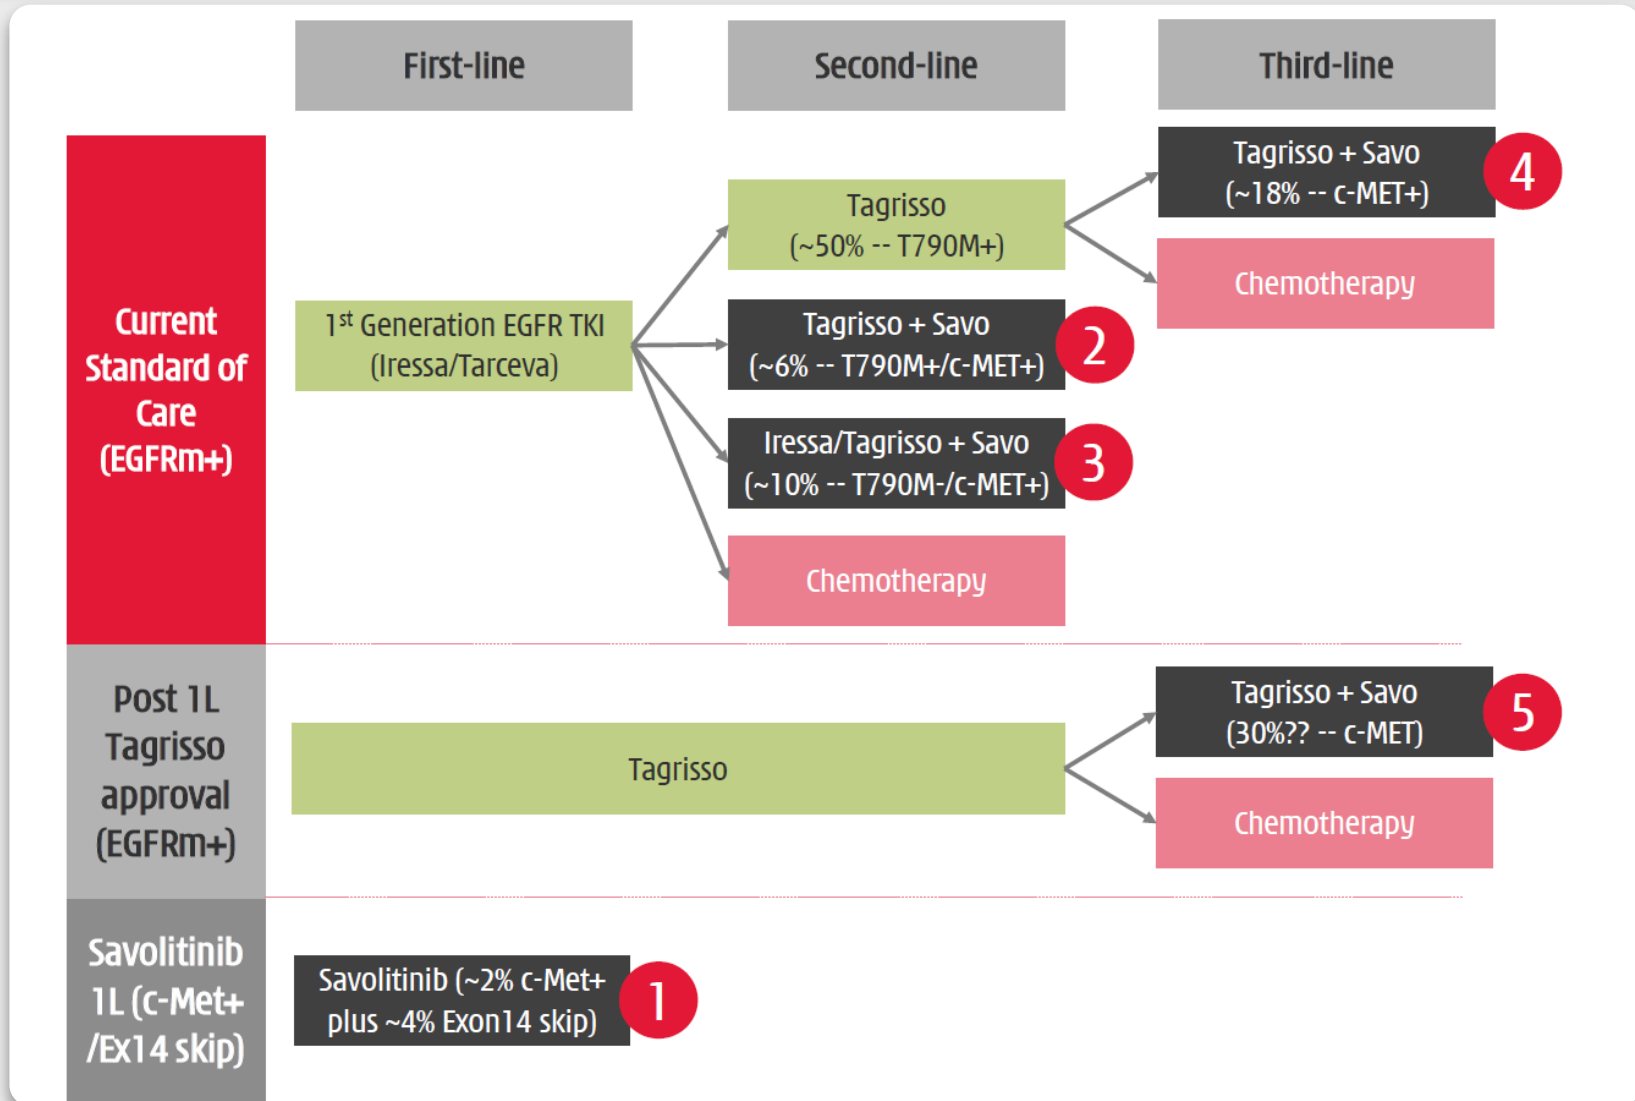 First-line
Second-line
Third-line
Current
Standard of
Care
(EGFRm+)
1st Generation EGFR TKI
(Iressa/Tarceva)
Tagrisso
(~50% -- T790M+)
Tagrisso + Savo
(~6% -- T790M+/c-MET+)
2
Iressa/Tagrisso + Savo
(~10% -- T790M-/c-MET+)
3
Chemotherapy
Tagrisso + Savo
(~18% -- c-MET+)
4
Chemotherapy
Post 1L
Tagrisso
approval
(EGFRm+)
Tagrisso
Tagrisso + Savo
(30%?? -- c-MET)
5
Chemotherapy
Savolitinib
1L (c-Met+
/Ex14 skip)
Savolitinib (~2% c-Met+
plus ~4% Exon14 skip)
1